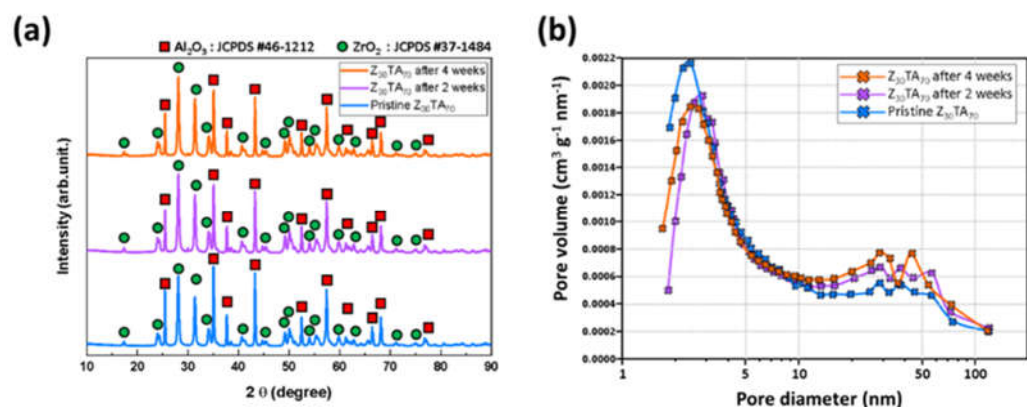 (a)
Al₂O₃ : JCPDS #46-1212 ZrO₂ : JCPDS #37-1484
Z₃₀TA₇₀ after 4 weeks
Z₃₀TA₇₀ after 2 weeks
Pristine Z₃₀TA₇₀
Intensity (arb.unit.)
10 20 30 40 50 60 70 80 90
2 θ (degree)
(b)
Z₃₀TA₇₀ after 4 weeks
Z₃₀TA₇₀ after 2 weeks
Pristine Z₃₀TA₇₀
Pore volume (cm³ g⁻¹ nm⁻¹)
0.0022
0.0020
0.0018
0.0016
0.0014
0.0012
0.0010
0.0008
0.0006
0.0004
0.0002
0.0000
1 5 10 50 100
Pore diameter (nm)